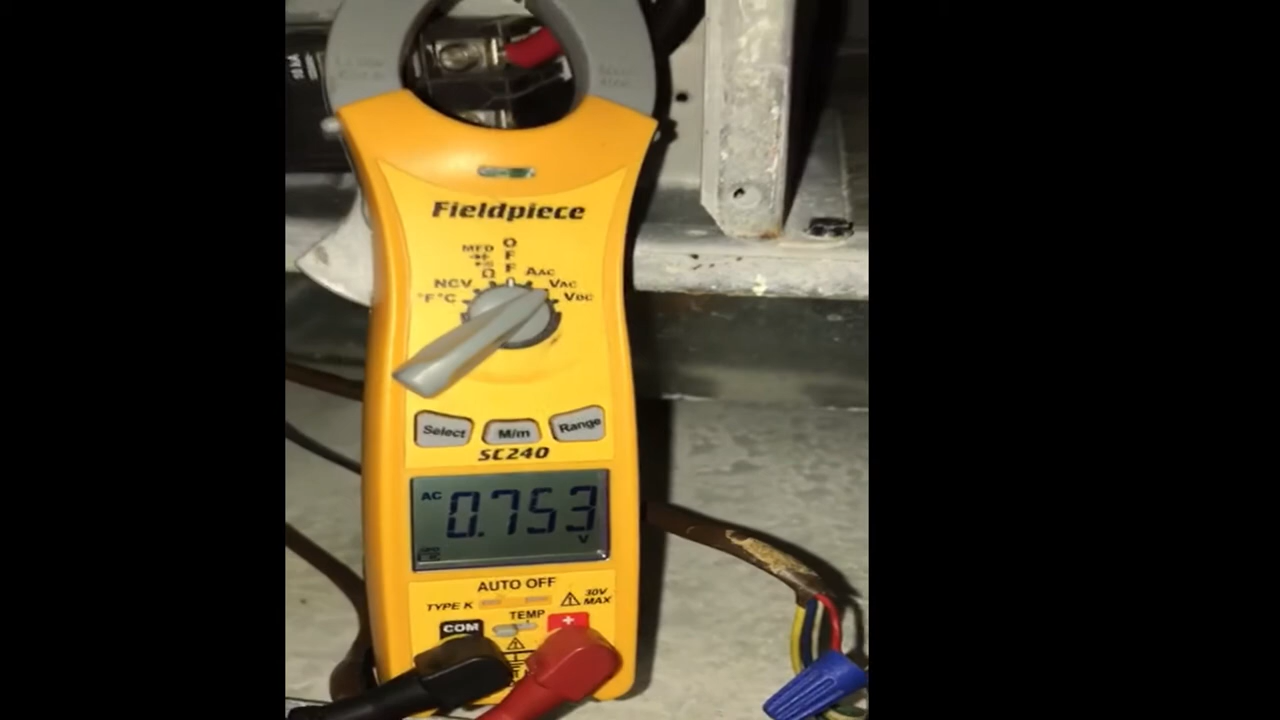 Fieldpiece
OFF
MFD
Ω
AAC
NCV
VAC
°F°C
VDC
Select
M/m
Range
SC240
AC
0.753
V
AUTO OFF
TYPE K
30V
MAX
TEMP
COM
+